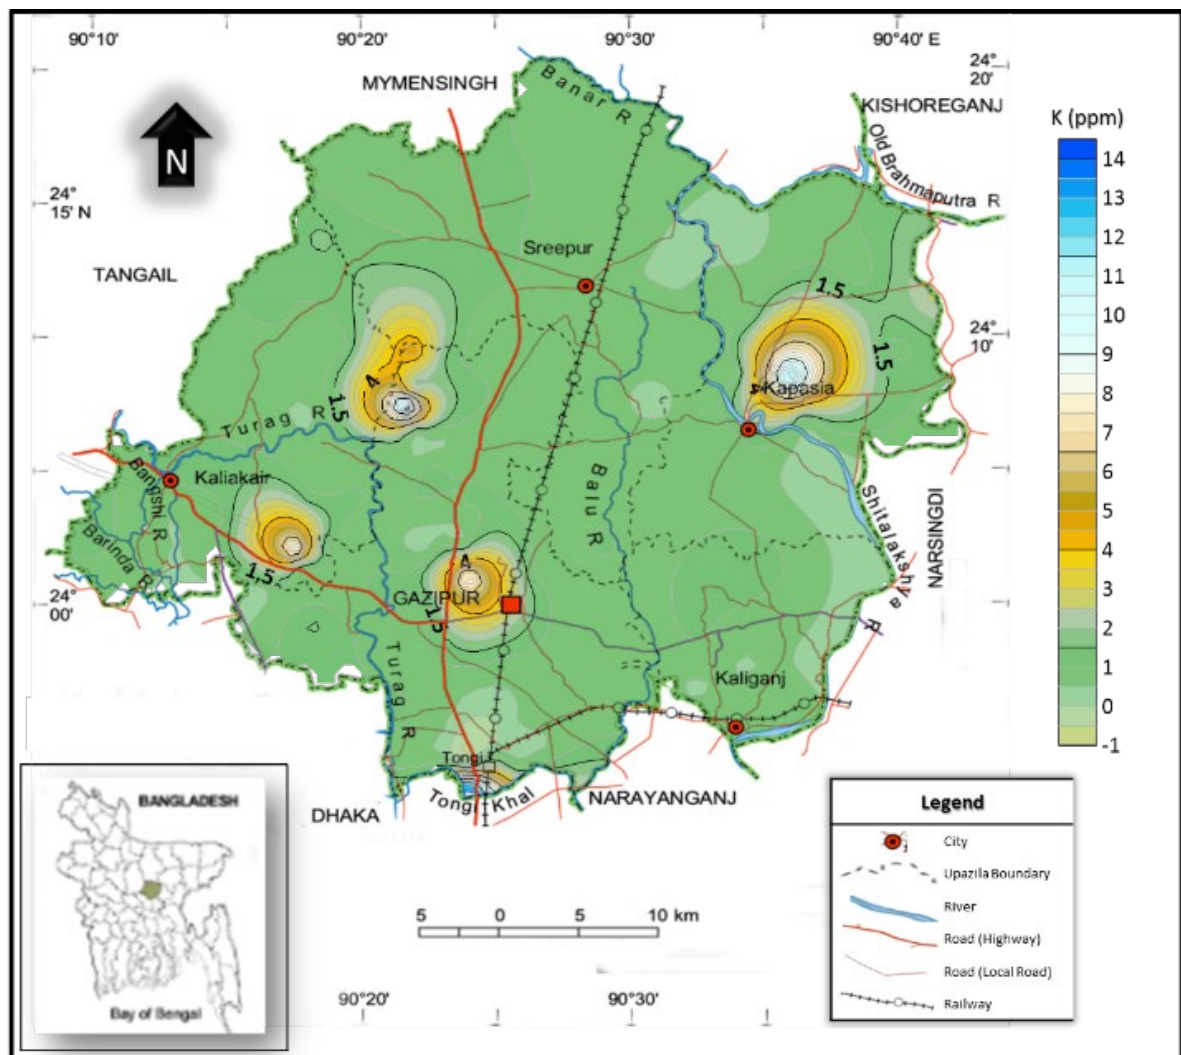 90°10' 90°20' 90°30' 90°40' E
24°
20'
MYMENSINGH
Banar R
KISHOREGANJ
K (ppm)
N
Old Brahmaputra R
14
13
12
11
10
9
8
7
6
5
4
3
2
1
0
-1
24°
15' N
TANGAIL
Sreepur
1.5
24°
10'
1.5
4
1.5
Kapasia
Turag R
Kaliakair
Bangshi R
Barinda R
Balu R
Shitalakshya R
NARSINGDI
1,5
4
GAZIPUR
1.5
24°
00'
Turag R
Kaliganj
Tongi
Tongi Khal
DHAKA
NARAYANGANJ
BANGLADESH
Bay of Bengal
5 0 5 10 km
90°20' 90°30'
Legend
City
Upazila Boundary
River
Road (Highway)
Road (Local Road)
Railway